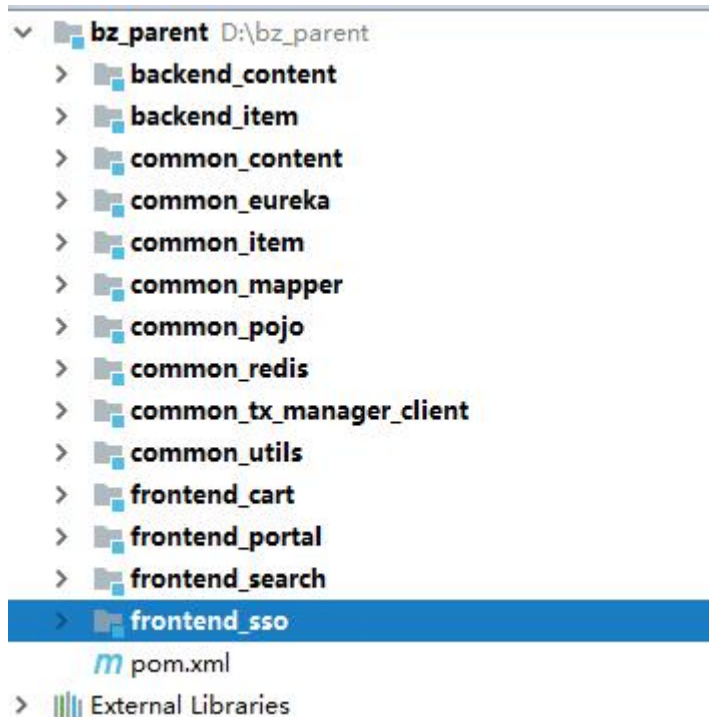 bz_parent D:\bz_parent
backend_content
backend_item
common_content
common_eureka
common_item
common_mapper
common_pojo
common_redis
common_tx_manager_client
common_utils
frontend_cart
frontend_portal
frontend_search
frontend_sso
m pom.xml
External Libraries